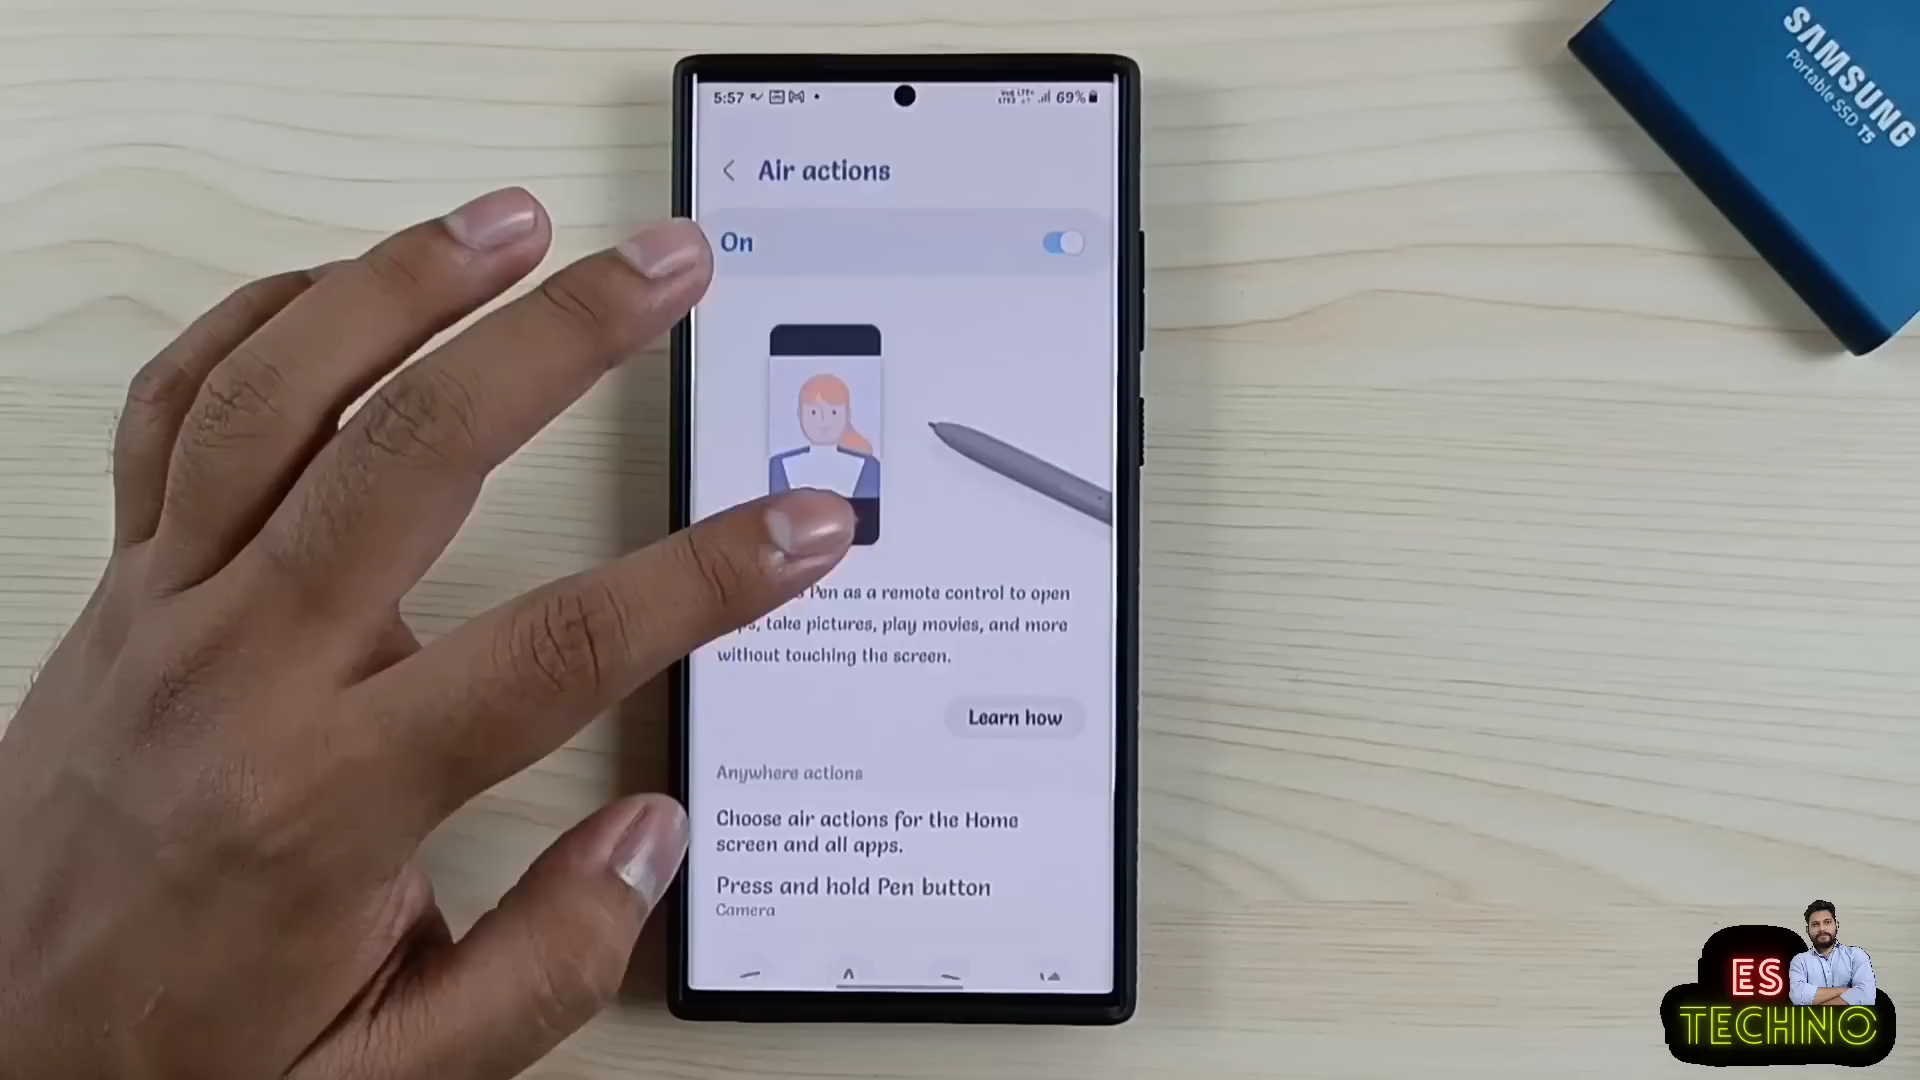 5:57
69%
SAMSUNG
Portable SSD T5
Air actions
On
Pen as a remote control to open
take pictures, play movies, and more
without touching the screen.
Learn how
Anywhere actions
Choose air actions for the Home
screen and all apps.
Press and hold Pen button
Camera
ES
TECHNO